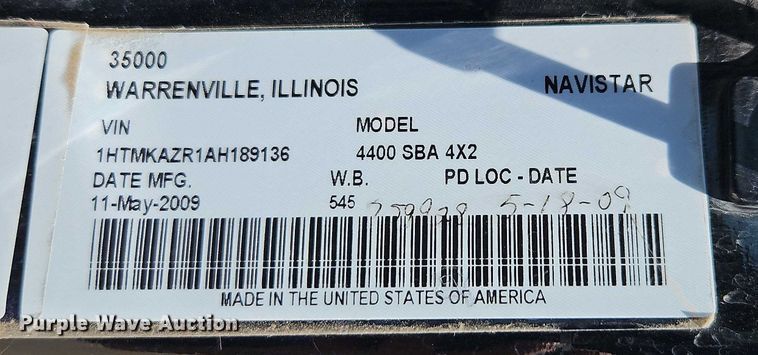 35000
WARRENVILLE, ILLINOIS NAVISTAR
VIN MODEL
1HTMKAZR1AH189136 4400 SBA 4X2
DATE MFG. W.B. PD LOC - DATE
11-May-2009 545 5-18-09
MADE IN THE UNITED STATES OF AMERICA
Purple Wave Auction